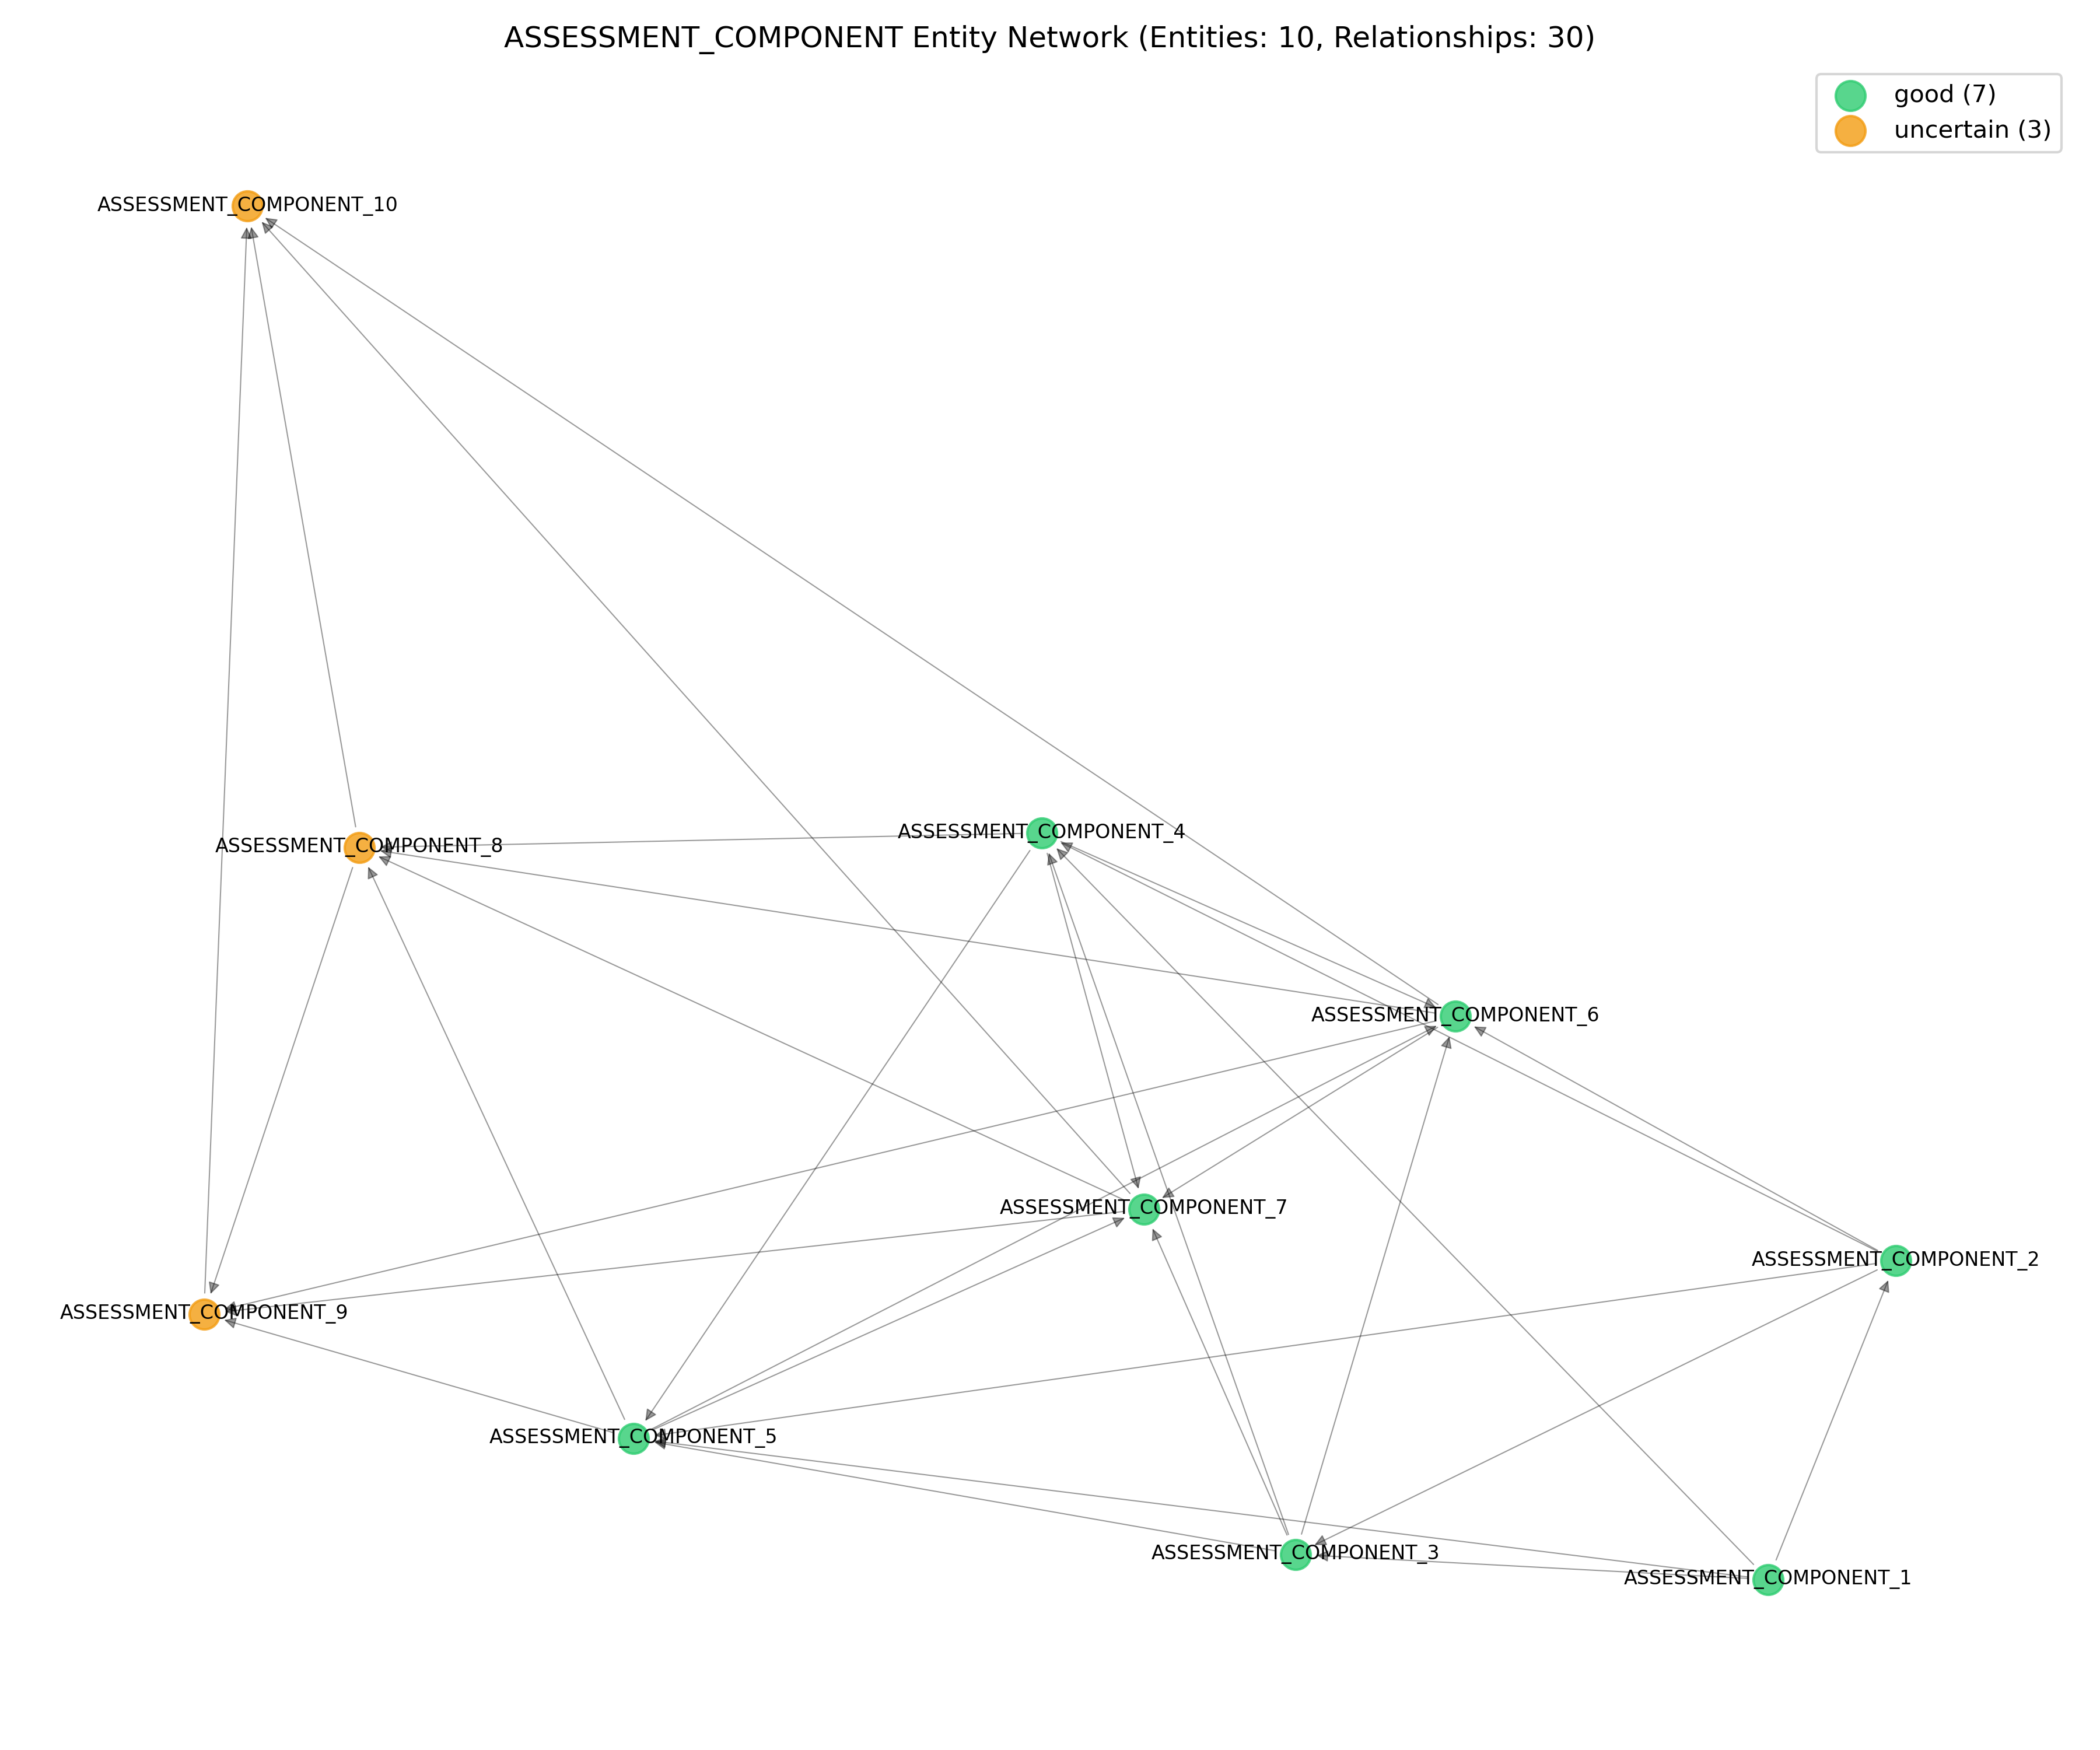 ASSESSMENT_COMPONENT Entity Network (Entities: 10, Relationships: 30)
good (7)
uncertain (3)
ASSESSMENT_COMPONENT_10
ASSESSMENT_COMPONENT_4
ASSESSMENT_COMPONENT_8
ASSESSMENT_COMPONENT_6
ASSESSMENT_COMPONENT_7
ASSESSMENT_COMPONENT_2
ASSESSMENT_COMPONENT_9
ASSESSMENT_COMPONENT_5
ASSESSMENT_COMPONENT_3
ASSESSMENT_COMPONENT_1